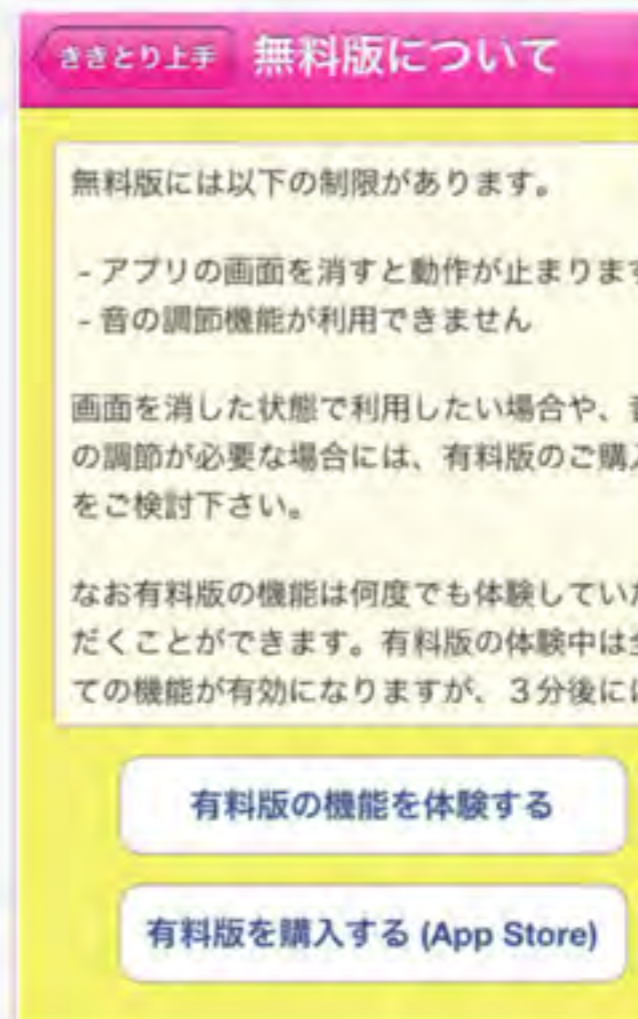 ききとり上手
無料版について
無料版には以下の制限があります。
- アプリの画面を消すと動作が止まります
- 音の調節機能が利用できません
画面を消した状態で利用したい場合や、
の調節が必要な場合には、有料版のご購入
をご検討下さい。
なお有料版の機能は何度でも体験していた
だくことができます。有料版の体験中は全
ての機能が有効になりますが、３分後には
有料版の機能を体験する
有料版を購入する (App Store)